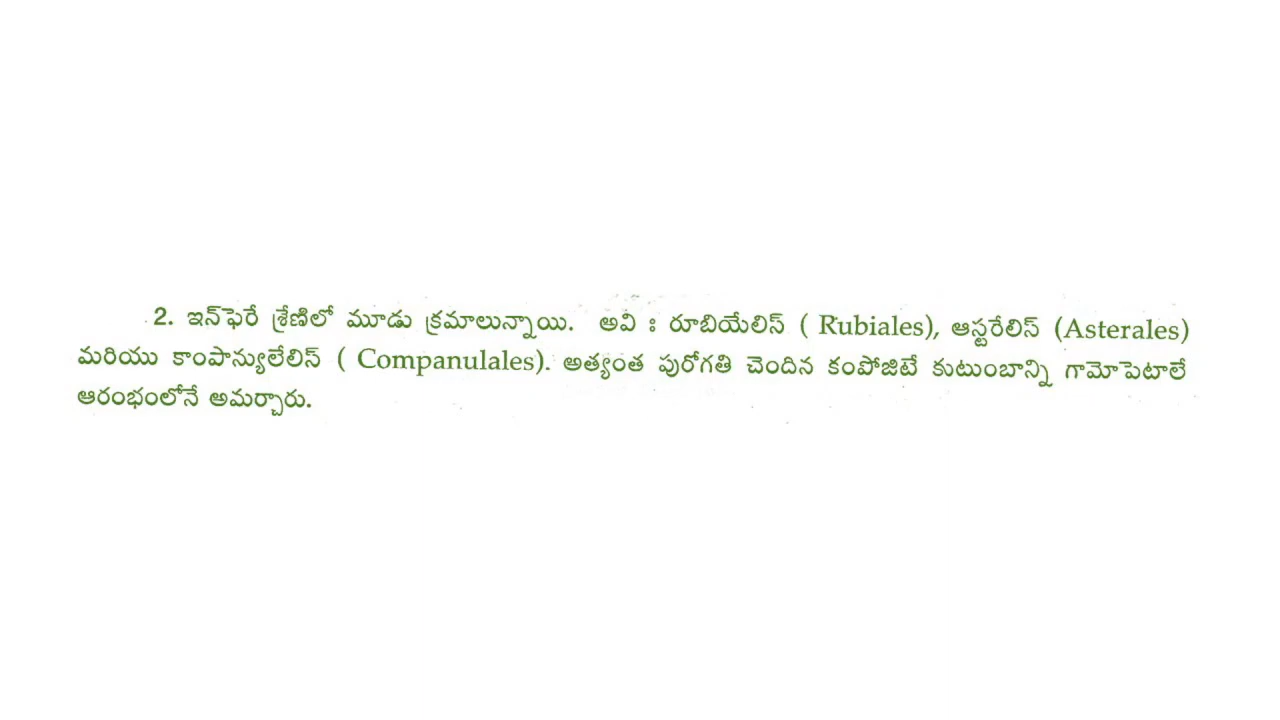 2. ఇన్‌ఫెరే శ్రేణిలో మూడు క్రమాలున్నాయి. అవి : రూబియేలిస్ ( Rubiales), ఆస్టరేలిస్ (Asterales)
మరియు కాంపాన్యులేలిస్ ( Companulales). అత్యంత పురోగతి చెందిన కంపోజిటే కుటుంబాన్ని గామోపెటాలే
ఆరంభంలోనే అమర్చారు.